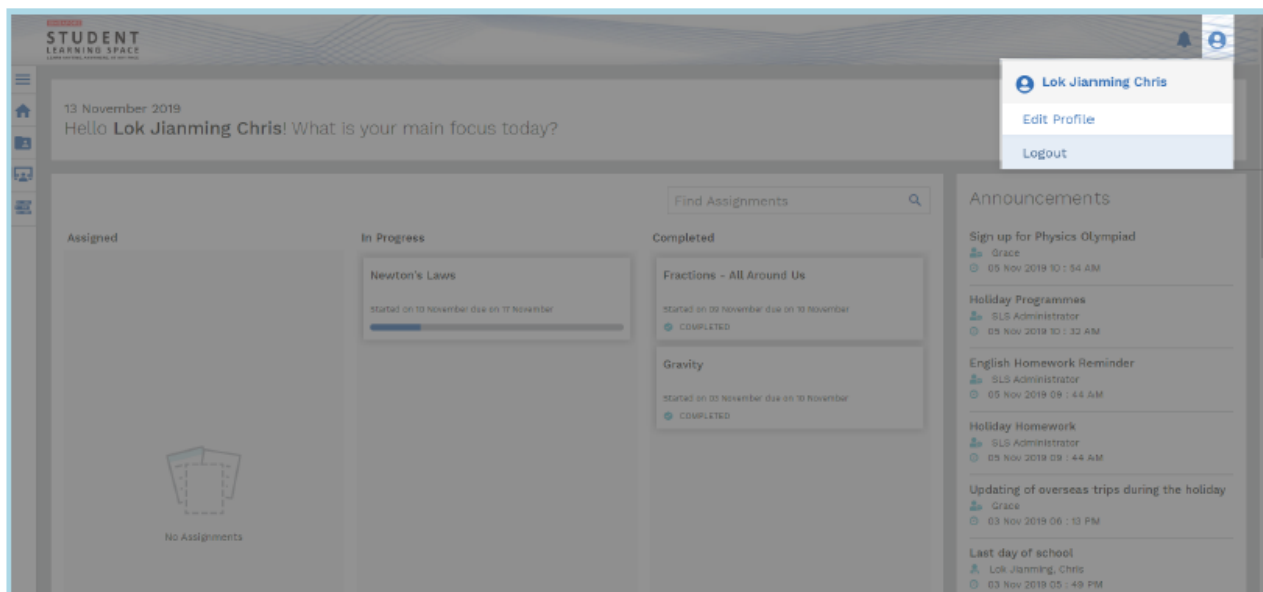 STUDENT
LEARNING SPACE
Lok Jianming Chris
Edit Profile
Logout
13 November 2019
Hello Lok Jianming Chris! What is your main focus today?
Find Assignments
Assigned
No Assignments
In Progress
Newton's Laws
Started on 10 November due on 17 November
Completed
Fractions - All Around Us
Started on 09 November due on 10 November
COMPLETED
Gravity
Started on 03 November due on 10 November
COMPLETED
Announcements
Sign up for Physics Olympiad
Grace
05 Nov 2019 10 : 54 AM
Holiday Programmes
SLS Administrator
05 Nov 2019 10 : 32 AM
English Homework Reminder
SLS Administrator
05 Nov 2019 09 : 44 AM
Holiday Homework
SLS Administrator
05 Nov 2019 09 : 44 AM
Updating of overseas trips during the holiday
Grace
03 Nov 2019 06 : 13 PM
Last day of school
Lok Jianming, Chris
03 Nov 2019 05 : 49 PM